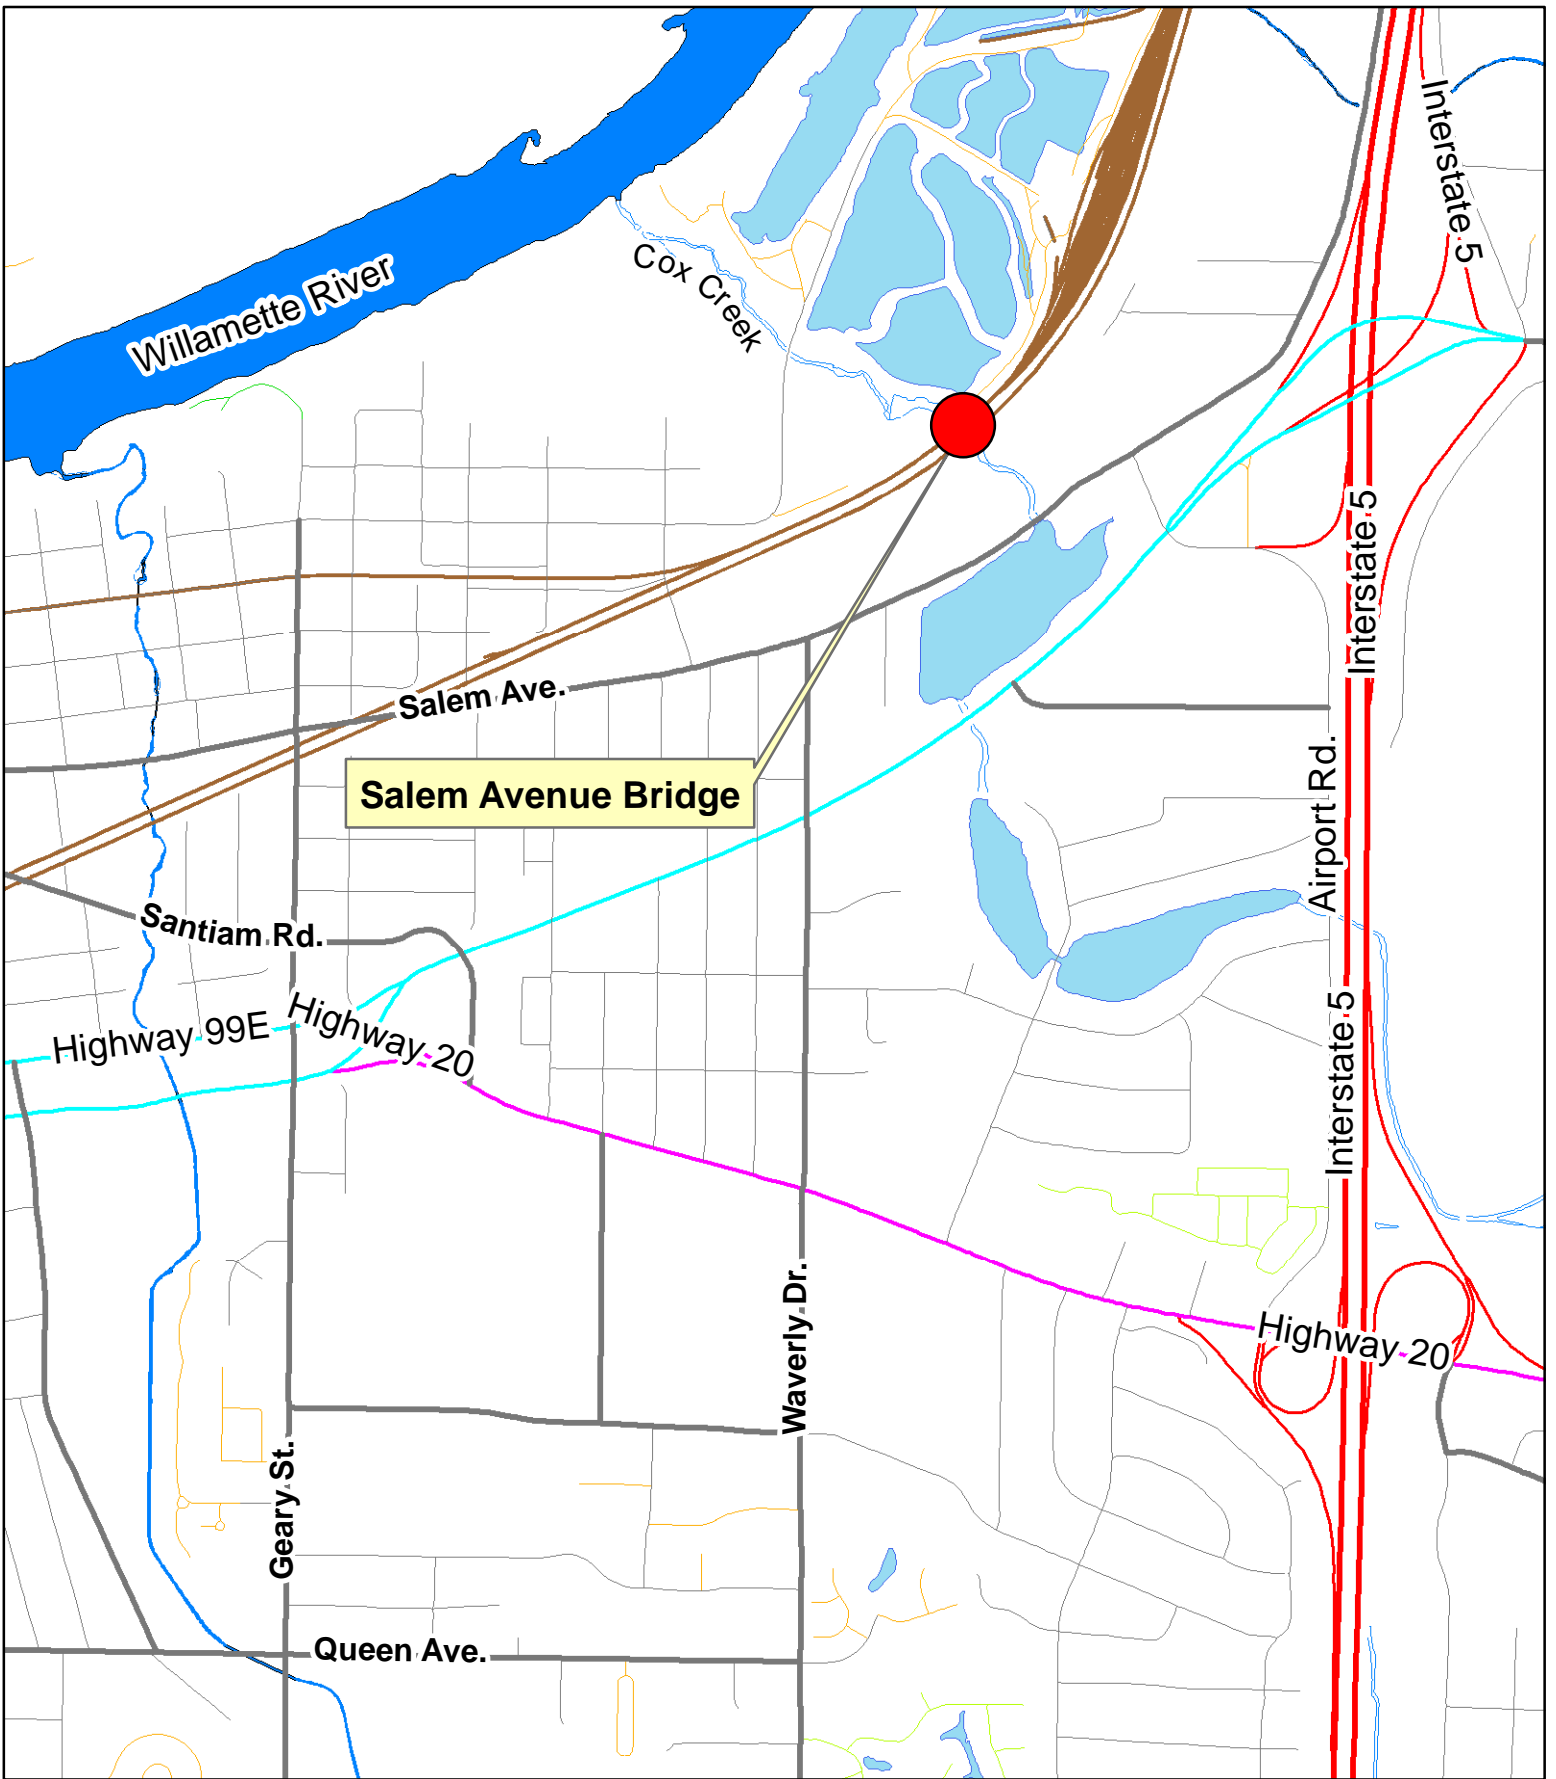 Interstate 5
Cox Creek
Willamette River
Interstate 5
Salem Ave.
Salem Avenue Bridge
Airport Rd.
Santiam Rd.
Highway 99E
Highway 20
Interstate 5
Waverly Dr.
Highway 20
Geary St.
Queen Ave.